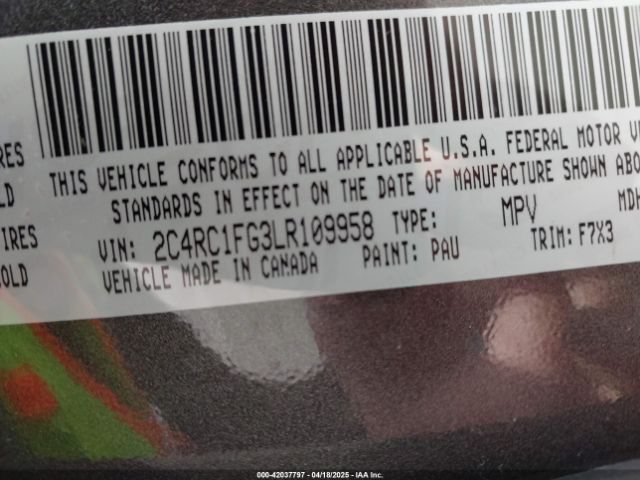 THIS VEHICLE CONFORMS TO ALL APPLICABLE U.S.A. FEDERAL MOTOR
STANDARDS IN EFFECT ON THE DATE OF MANUFACTURE SHOWN ABO
VIN: 2C4RC1FG3LR109958 TYPE: MPV MDH
VEHICLE MADE IN CANADA PAINT: PAU TRIM: F7X3
IRES
OLD
IRES
COLD
000-42037797 - 04/18/2025 - IAA Inc.